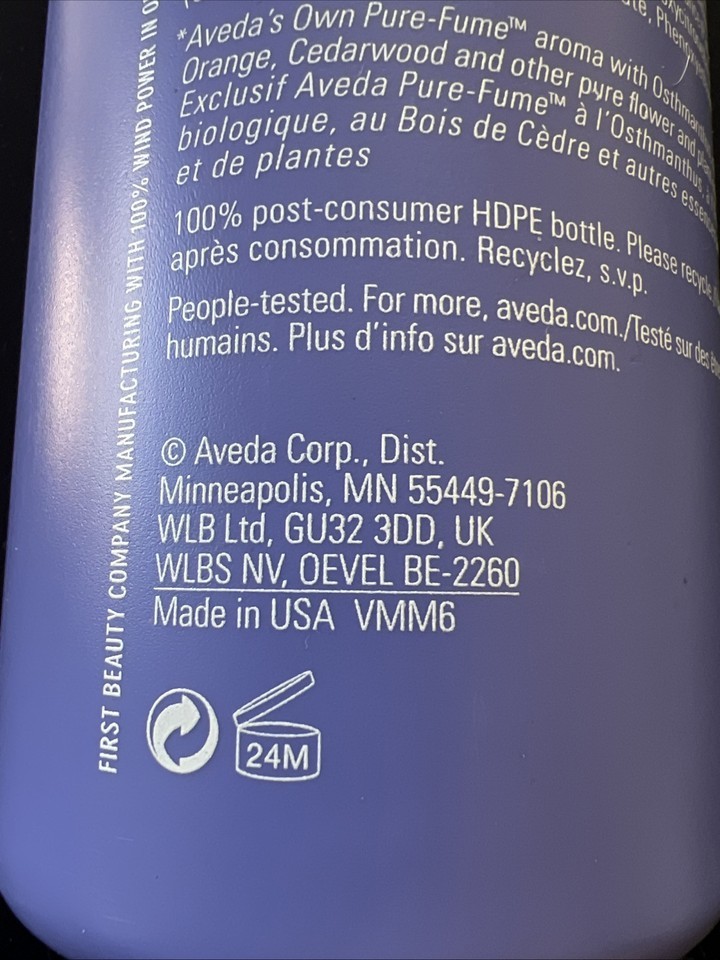 *Aveda's Own Pure-Fume™ aroma with
Orange, Cedarwood and other pure flower and
Exclusif Aveda Pure-Fume™ à l'Osmanthus
biologique, au Bois de Cèdre et autres
et de plantes
100% post-consumer HDPE bottle. Please recycle.
après consommation. Recyclez, s.v.p.
People-tested. For more, aveda.com./Testé sur des
humains. Plus d'info sur aveda.com.
© Aveda Corp., Dist.
Minneapolis, MN 55449-7106
WLB Ltd, GU32 3DD, UK
WLBS NV, OEVEL BE-2260
Made in USA VMM6
24M
FIRST BEAUTY COMPANY MANUFACTURING WITH 100% WIND POWER IN